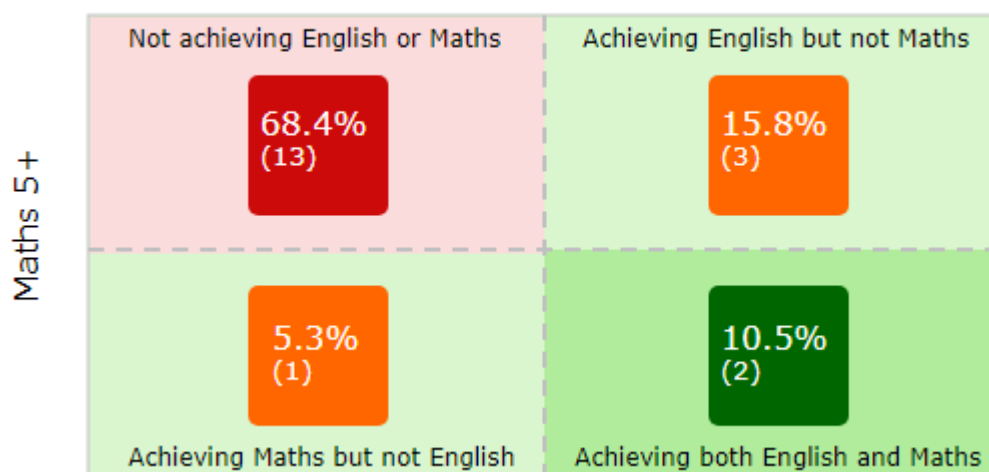 Not achieving English or Maths
Achieving English but not Maths
68.4%
(13)
15.8%
(3)
Maths 5+
5.3%
(1)
10.5%
(2)
Achieving Maths but not English
Achieving both English and Maths